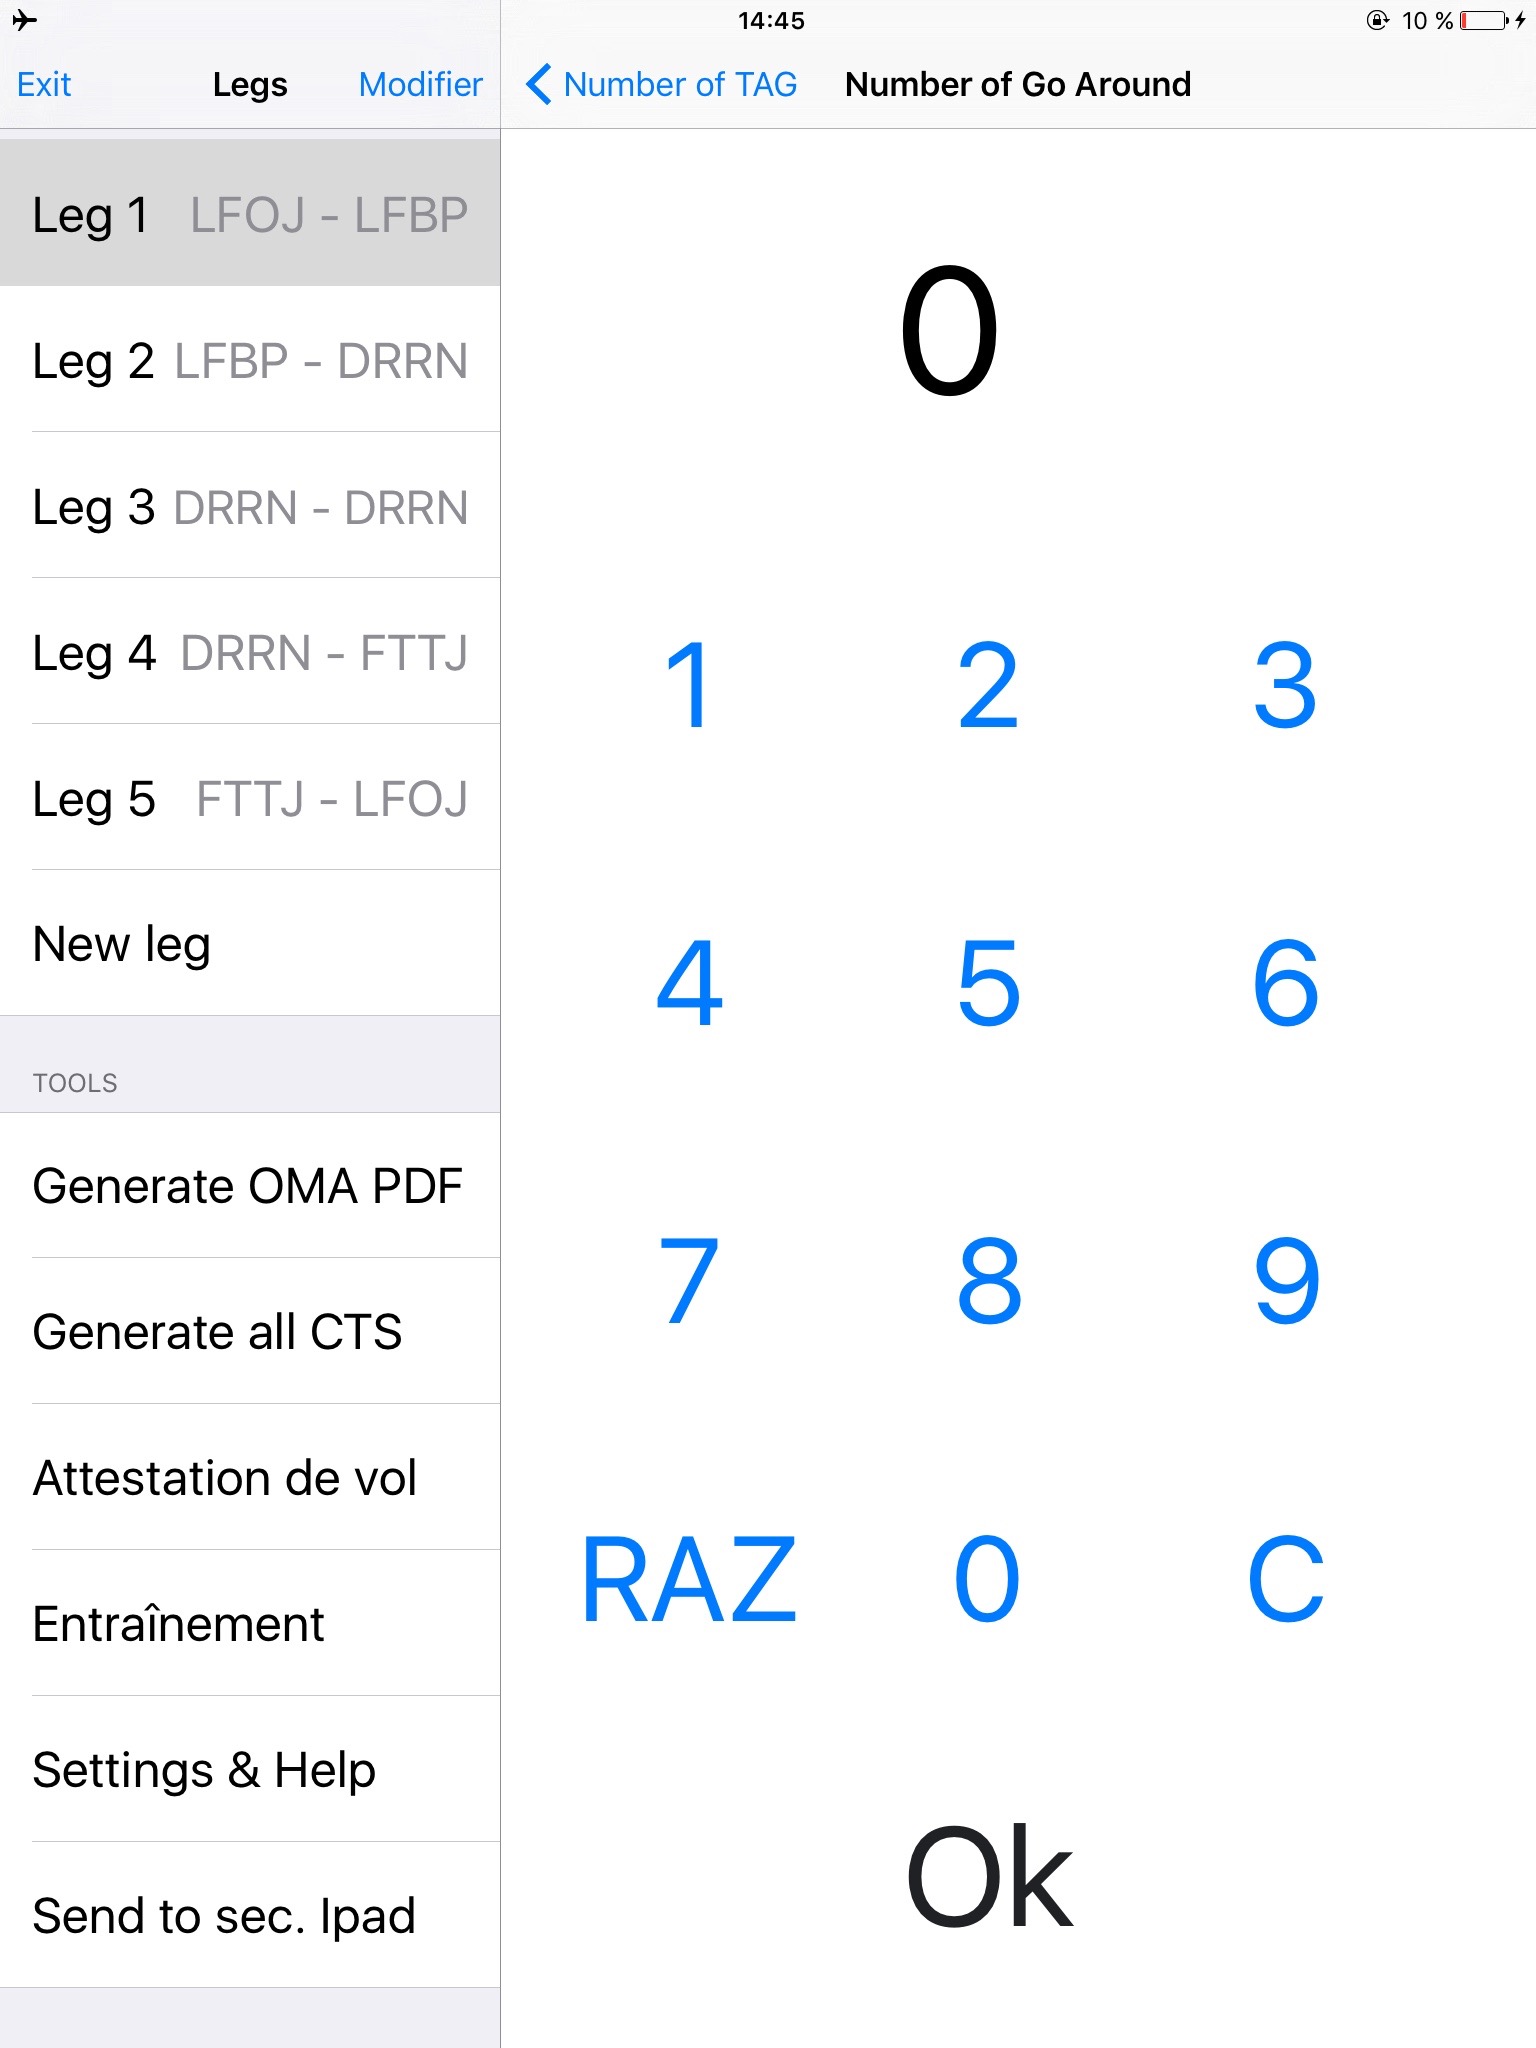 14:45
10 %
Exit
Legs
Modifier
Number of TAG
Number of Go Around
Leg 1 LFOJ - LFBP
Leg 2 LFBP - DRRN
Leg 3 DRRN - DRRN
Leg 4 DRRN - FTTJ
Leg 5 FTTJ - LFOJ
New leg
TOOLS
Generate OMA PDF
Generate all CTS
Attestation de vol
Entraînement
Settings & Help
Send to sec. Ipad
0
1 2 3
4 5 6
7 8 9
RAZ 0 C
Ok